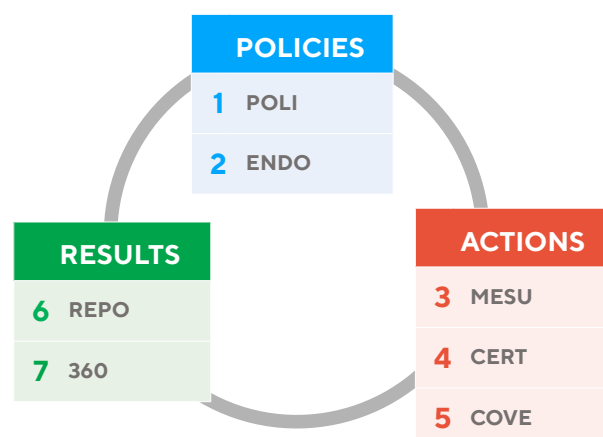 POLICIES
1 POLI
2 ENDO
ACTIONS
3 MESU
4 CERT
5 COVE
RESULTS
6 REPO
7 360